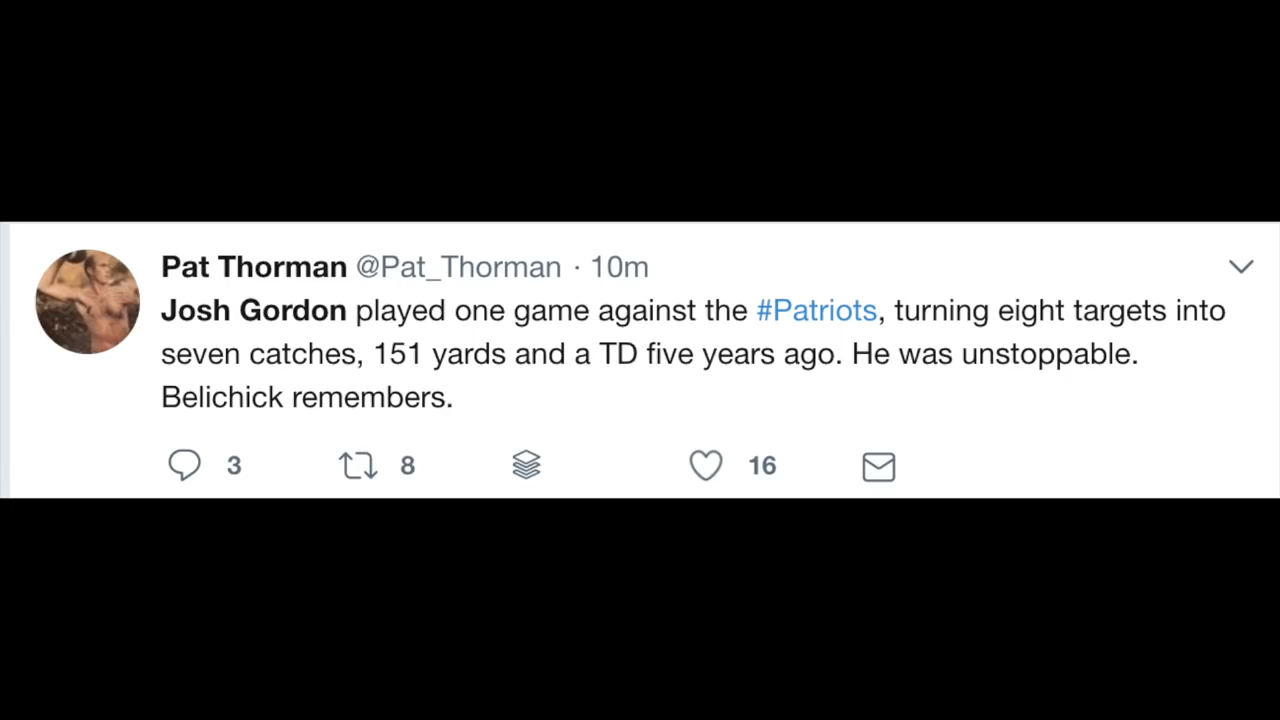 Pat Thorman @Pat_Thorman · 10m
Josh Gordon played one game against the #Patriots, turning eight targets into
seven catches, 151 yards and a TD five years ago. He was unstoppable.
Belichick remembers.
3 8 16